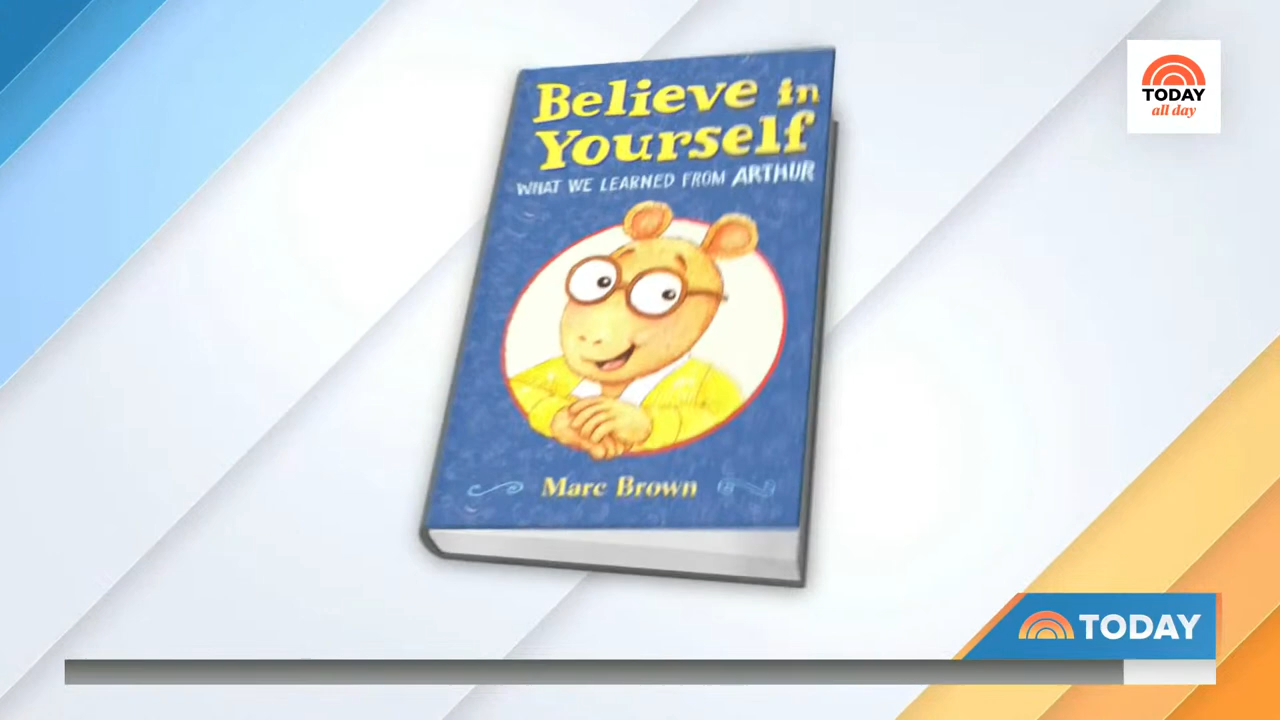 Believe in
Yourself
WHAT WE LEARNED FROM ARTHUR
Marc Brown
TODAY
all day
TODAY